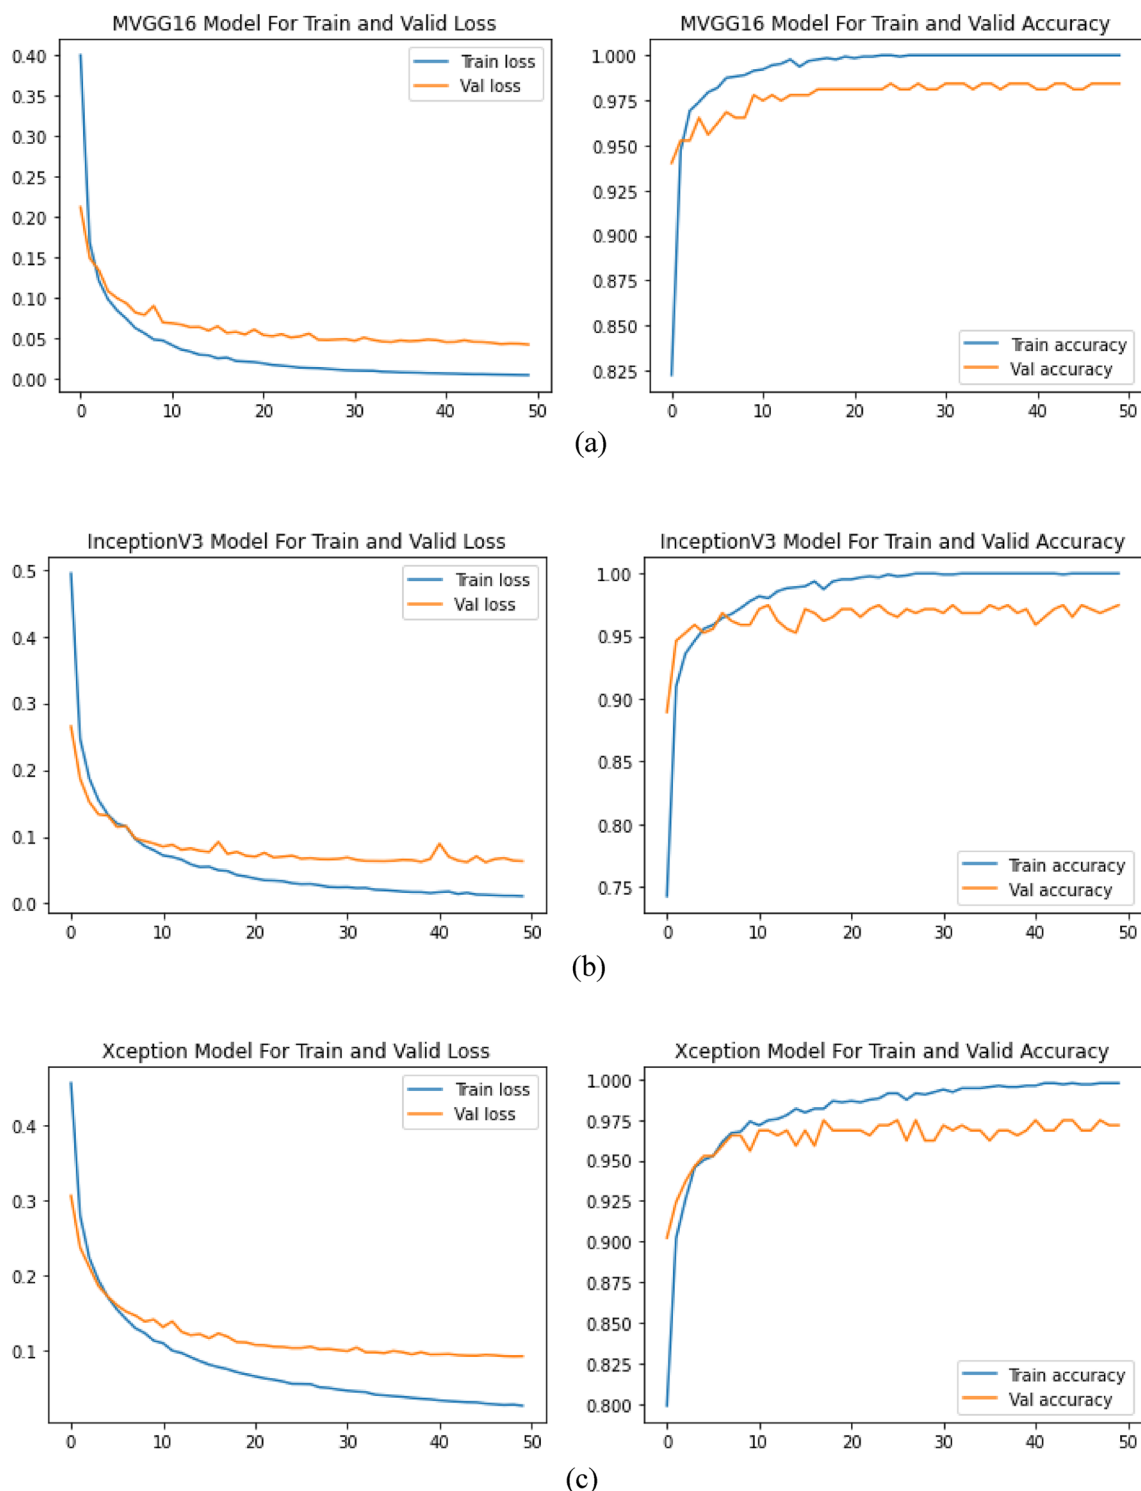 MVGG16 Model For Train and Valid Loss
0.40
0.35
0.30
0.25
0.20
0.15
0.10
0.05
0.00
Train loss
Val loss
0 10 20 30 40 50
MVGG16 Model For Train and Valid Accuracy
1.000
0.975
0.950
0.925
0.900
0.875
0.850
0.825
Train accuracy
Val accuracy
0 10 20 30 40 50
(a)
InceptionV3 Model For Train and Valid Loss
0.5
0.4
0.3
0.2
0.1
0.0
Train loss
Val loss
0 10 20 30 40 50
InceptionV3 Model For Train and Valid Accuracy
1.00
0.95
0.90
0.85
0.80
0.75
Train accuracy
Val accuracy
0 10 20 30 40 50
(b)
Xception Model For Train and Valid Loss
0.4
0.3
0.2
0.1
Train loss
Val loss
0 10 20 30 40 50
Xception Model For Train and Valid Accuracy
1.000
0.975
0.950
0.925
0.900
0.875
0.850
0.825
0.800
Train accuracy
Val accuracy
0 10 20 30 40 50
(c)